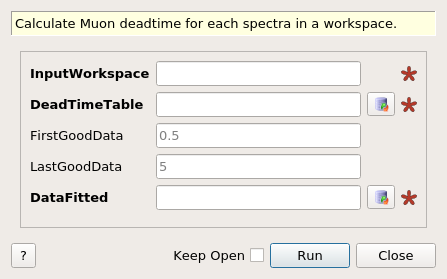 Calculate Muon deadtime for each spectra in a workspace.
InputWorkspace
DeadTimeTable
FirstGoodData 0.5
LastGoodData 5
DataFitted
? Keep Open Run Close